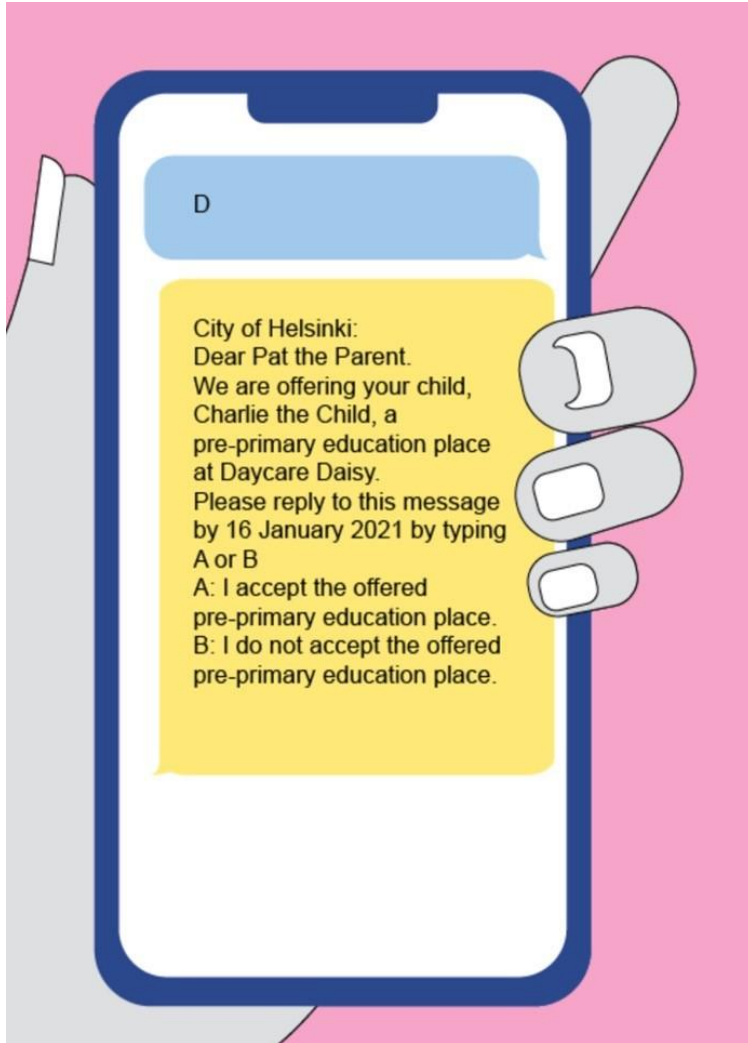 D
City of Helsinki:
Dear Pat the Parent.
We are offering your child,
Charlie the Child, a
pre-primary education place
at Daycare Daisy.
Please reply to this message
by 16 January 2021 by typing
A or B
A: I accept the offered
pre-primary education place.
B: I do not accept the offered
pre-primary education place.